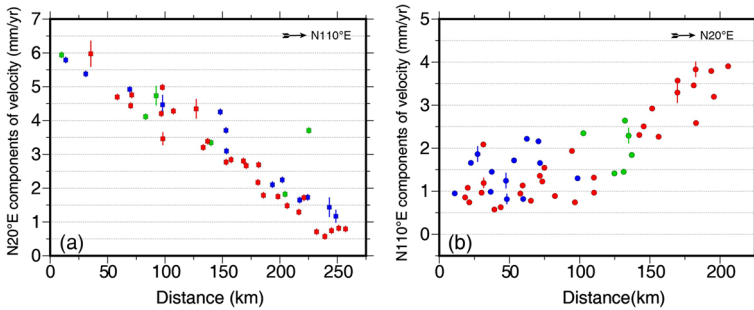 N20°E components of velocity (mm/yr)
7
6
5
4
3
2
1
0
N110°E
(a)
0 50 100 150 200 250
Distance (km)
N110°E components of velocity (mm/yr)
5
4
3
2
1
0
N20°E
(b)
0 50 100 150 200
Distance(km)